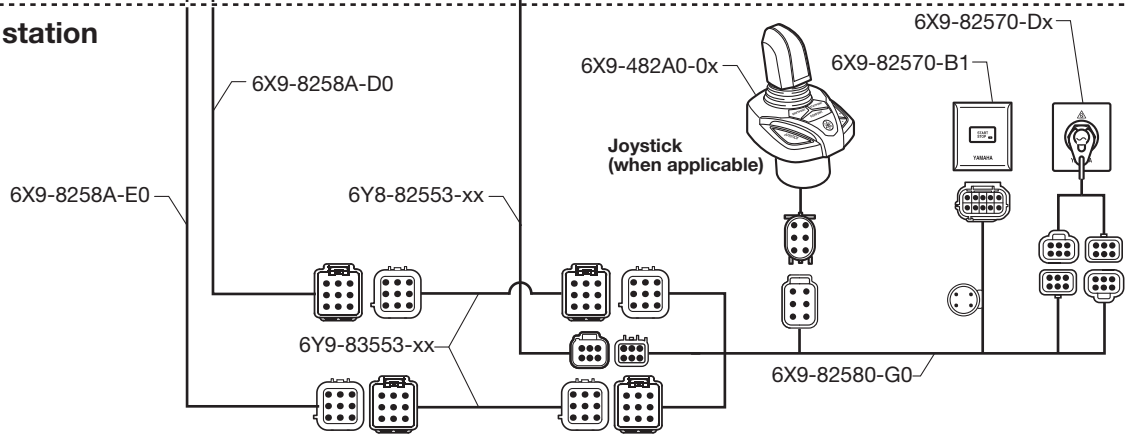 station
6X9-82570-Dx
6X9-8258A-D0
6X9-482A0-0x
6X9-82570-B1
Joystick
(when applicable)
START
STOP
YAMAHA
6X9-8258A-E0
6Y8-82553-xx
6Y9-83553-xx
6X9-82580-G0